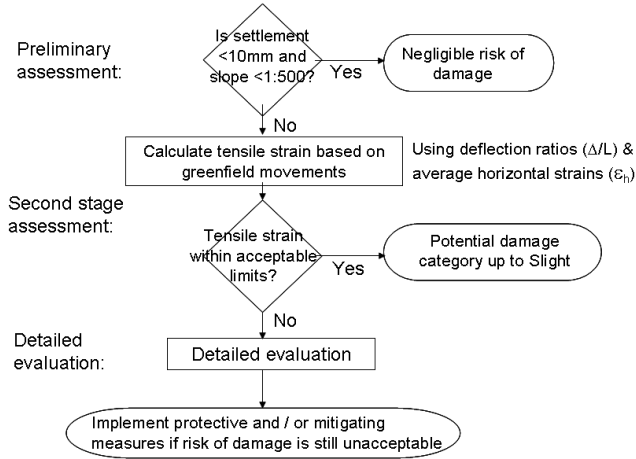 Preliminary
assessment:
Is settlement
<10mm and
slope <1:500?
Yes
Negligible risk of
damage
No
Calculate tensile strain based on
greenfield movements
Using deflection ratios (Δ/L) &
average horizontal strains (εh)
Second stage
assessment:
Tensile strain
within acceptable
limits?
Yes
Potential damage
category up to Slight
No
Detailed
evaluation:
Detailed evaluation
Implement protective and / or mitigating
measures if risk of damage is still unacceptable